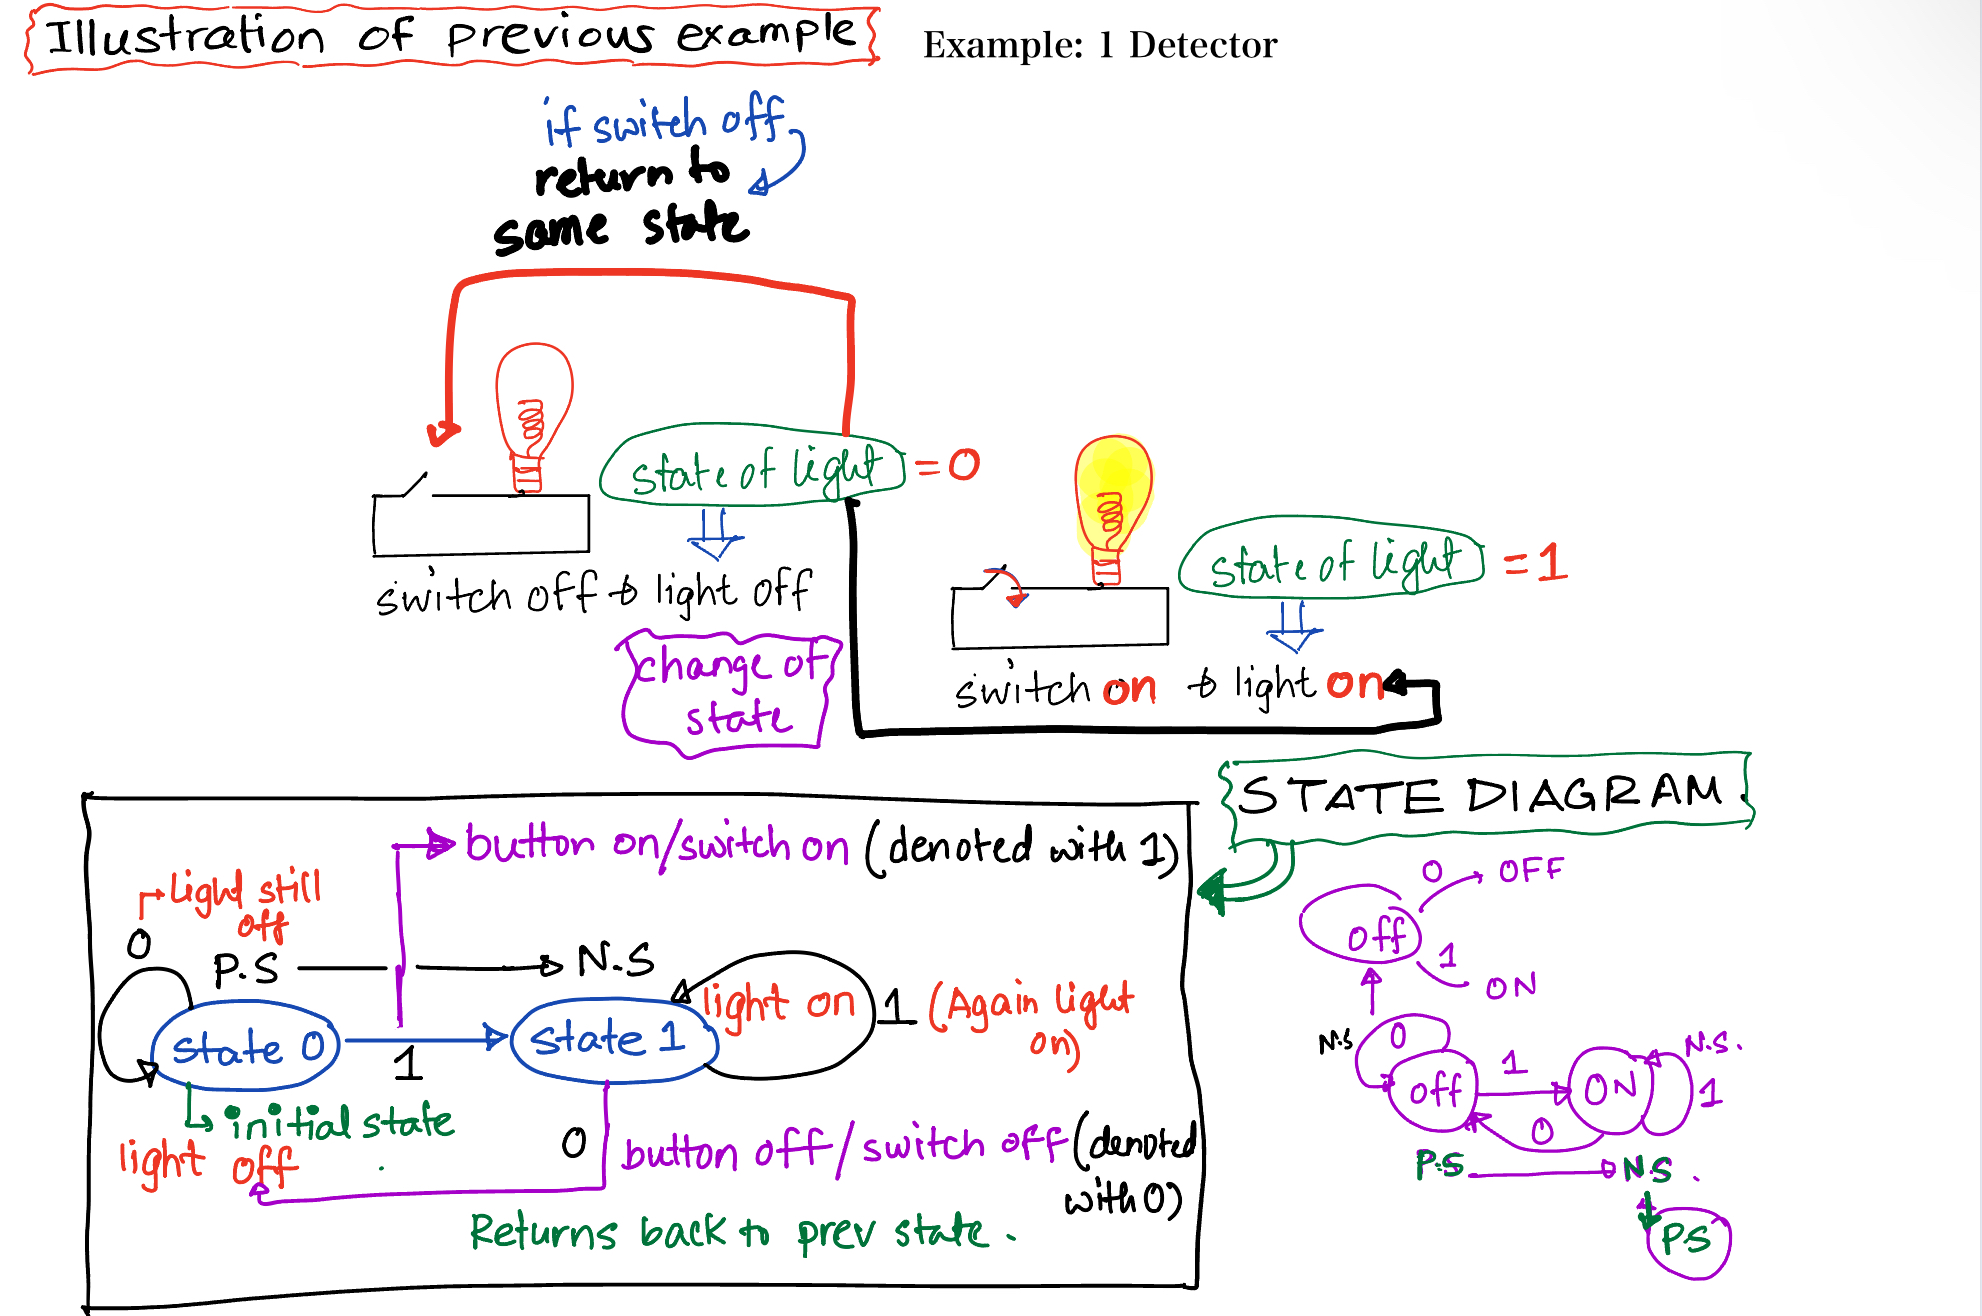 Illustration of previous example
Example: 1 Detector
if switch off
return to
same state
state of light = 0
switch off → light off
change of
state
state of light = 1
switch on → light on
STATE DIAGRAM.
button on/switch on (denoted with 1)
Light still
off
0
P.S
N.S
state 0
1
state 1
light on
1 (Again light
on)
initial state
light off
0
button off/switch off (denoted
with 0)
Returns back to prev state.
0
OFF
off
1
ON
N.S
0
off
1
ON
N.S.
1
0
P.S
N.S.
PS